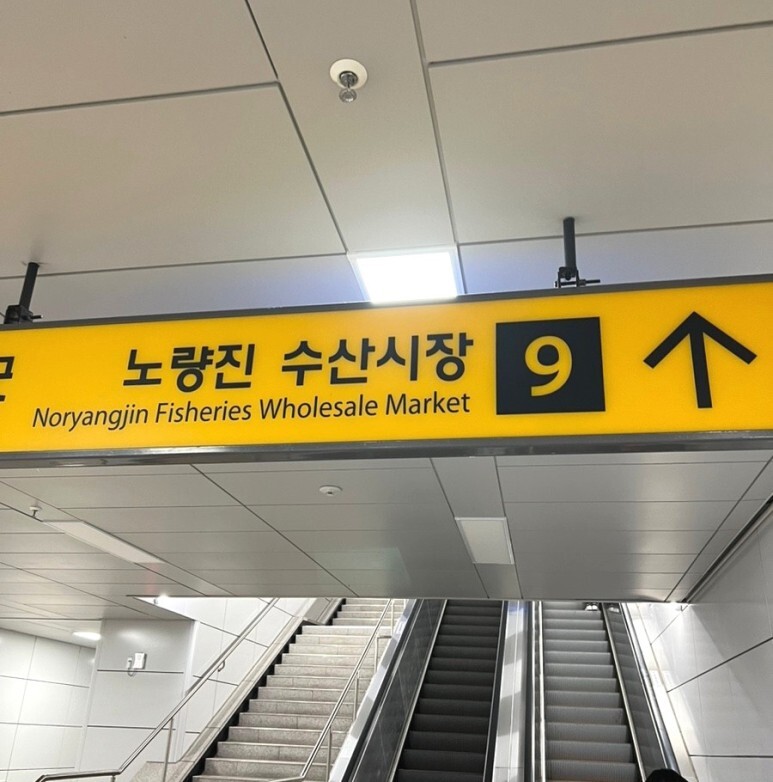 노량진 수산시장 9
Noryangjin Fisheries Wholesale Market